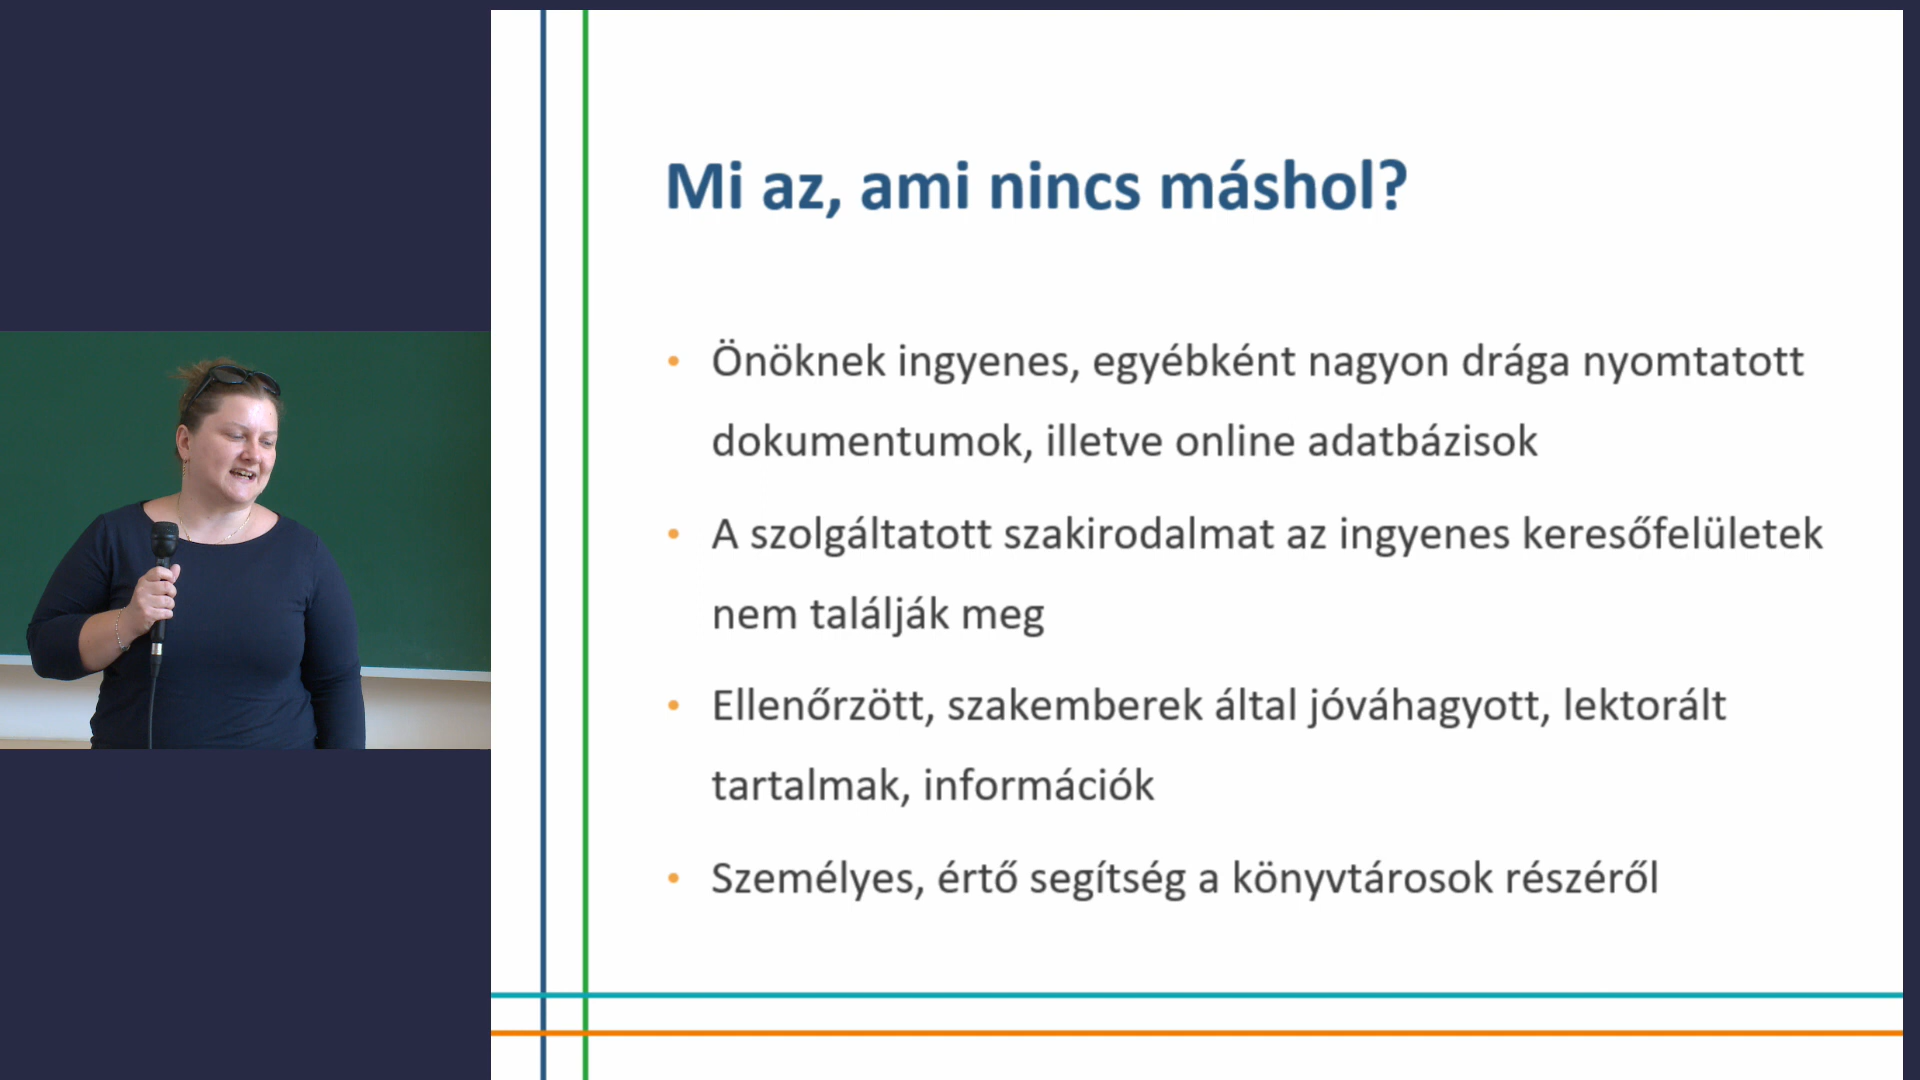 Mi az, ami nincs máshol?
• Önöknek ingyenes, egyébként nagyon drága nyomtatott
dokumentumok, illetve online adatbázisok
• A szolgáltatott szakirodalmat az ingyenes keresőfelületek
nem találják meg
• Ellenőrzött, szakemberek által jóváhagyott, lektorált
tartalmak, információk
• Személyes, értő segítség a könyvtárosok részéről